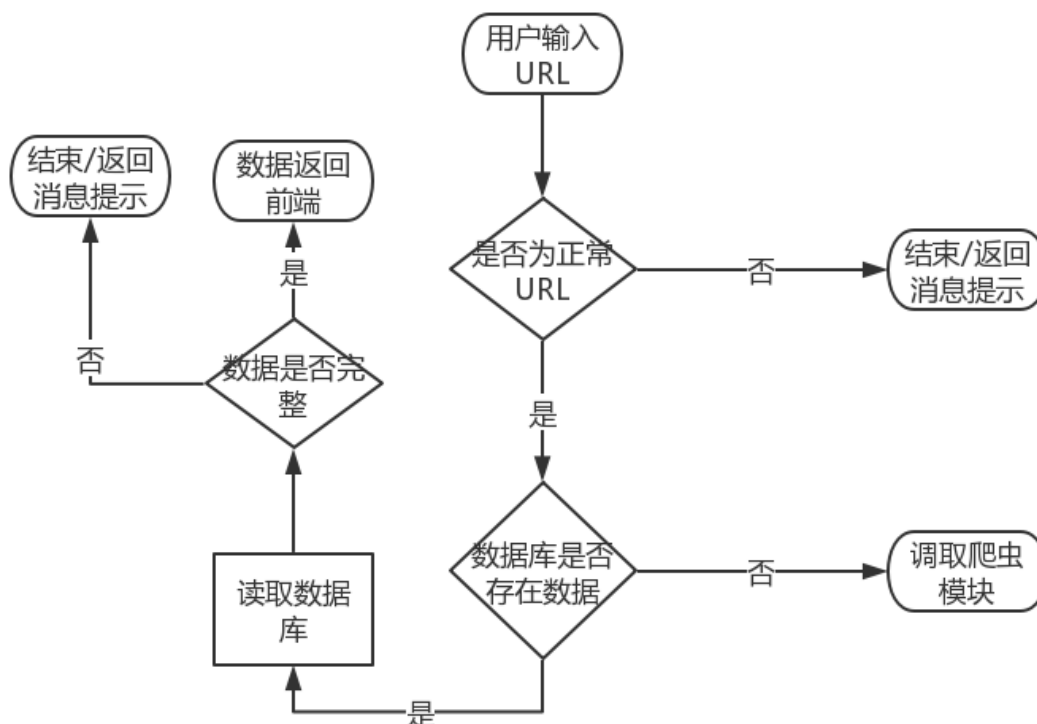 用户输入
URL
结束/返回
消息提示
数据返回
前端
是否为正常
URL
否
结束/返回
消息提示
是
否
数据是否完
整
是
数据库是否
存在数据
否
调取爬虫
模块
读取数据
库
是